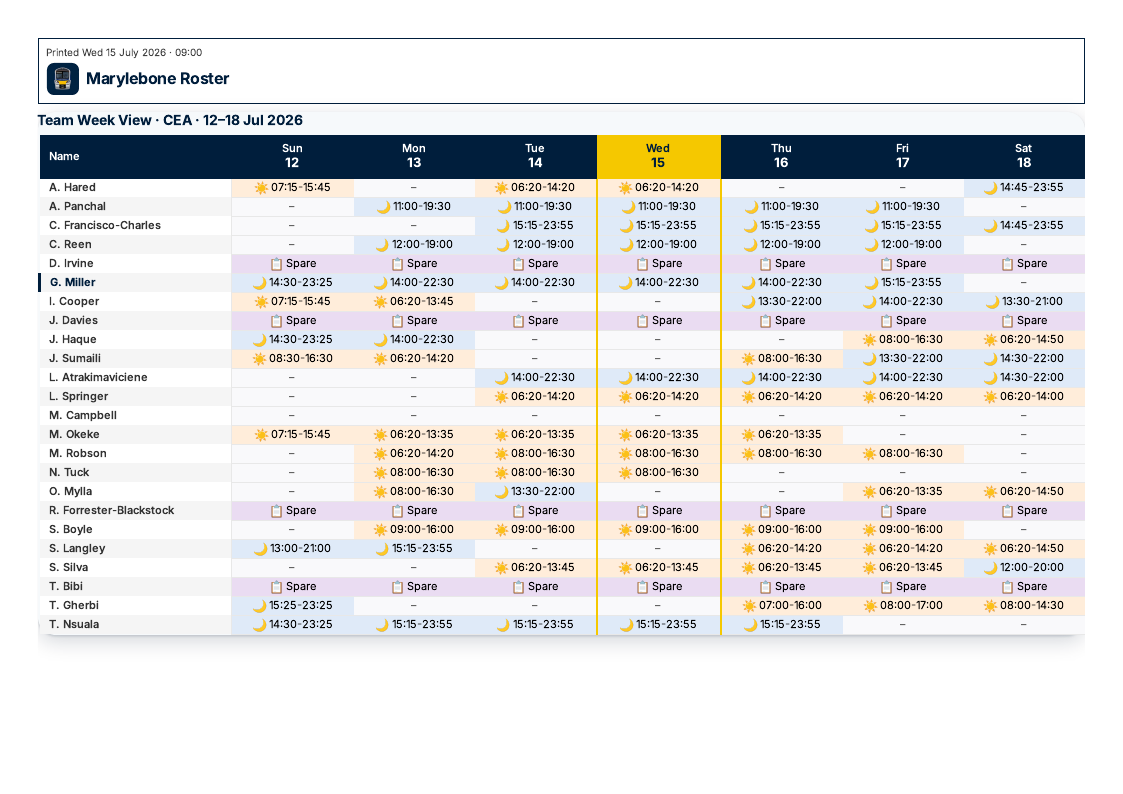 Printed Wed 15 July 2026 · 09:00
Marylebone Roster
Team Week View · CEA · 12–18 Jul 2026
Name Sun 12 Mon 13 Tue 14 Wed 15 Thu 16 Fri 17 Sat 18
A. Hared ☀️ 07:15-15:45 – ☀️ 06:20-14:20 ☀️ 06:20-14:20 – – 🌙 14:45-23:55
A. Panchal – 🌙 11:00-19:30 🌙 11:00-19:30 🌙 11:00-19:30 🌙 11:00-19:30 🌙 11:00-19:30 –
C. Francisco-Charles – – 🌙 15:15-23:55 🌙 15:15-23:55 🌙 15:15-23:55 🌙 15:15-23:55 🌙 14:45-23:55
C. Reen – 🌙 12:00-19:00 🌙 12:00-19:00 🌙 12:00-19:00 🌙 12:00-19:00 🌙 12:00-19:00 –
D. Irvine 📋 Spare 📋 Spare 📋 Spare 📋 Spare 📋 Spare 📋 Spare 📋 Spare
G. Miller 🌙 14:30-23:25 🌙 14:00-22:30 🌙 14:00-22:30 🌙 14:00-22:30 🌙 14:00-22:30 🌙 15:15-23:55 –
I. Cooper ☀️ 07:15-15:45 ☀️ 06:20-13:45 – – 🌙 13:30-22:00 🌙 14:00-22:30 🌙 13:30-21:00
J. Davies 📋 Spare 📋 Spare 📋 Spare 📋 Spare 📋 Spare 📋 Spare 📋 Spare
J. Haque 🌙 14:30-23:25 🌙 14:00-22:30 – – – ☀️ 08:00-16:30 ☀️ 06:20-14:50
J. Sumaili ☀️ 08:30-16:30 ☀️ 06:20-14:20 – – ☀️ 08:00-16:30 🌙 13:30-22:00 🌙 14:30-22:00
L. Atrakimaviciene – – 🌙 14:00-22:30 🌙 14:00-22:30 🌙 14:00-22:30 🌙 14:00-22:30 🌙 14:30-22:00
L. Springer – – ☀️ 06:20-14:20 ☀️ 06:20-14:20 ☀️ 06:20-14:20 ☀️ 06:20-14:20 ☀️ 06:20-14:00
M. Campbell – – – – – – –
M. Okeke ☀️ 07:15-15:45 ☀️ 06:20-13:35 ☀️ 06:20-13:35 ☀️ 06:20-13:35 ☀️ 06:20-13:35 – –
M. Robson – ☀️ 06:20-14:20 ☀️ 08:00-16:30 ☀️ 08:00-16:30 ☀️ 08:00-16:30 ☀️ 08:00-16:30 –
N. Tuck – ☀️ 08:00-16:30 ☀️ 08:00-16:30 ☀️ 08:00-16:30 – – –
O. Mylla – ☀️ 08:00-16:30 🌙 13:30-22:00 – – ☀️ 06:20-13:35 ☀️ 06:20-14:50
R. Forrester-Blackstock 📋 Spare 📋 Spare 📋 Spare 📋 Spare 📋 Spare 📋 Spare 📋 Spare
S. Boyle – ☀️ 09:00-16:00 ☀️ 09:00-16:00 ☀️ 09:00-16:00 ☀️ 09:00-16:00 ☀️ 09:00-16:00 –
S. Langley 🌙 13:00-21:00 🌙 15:15-23:55 – – ☀️ 06:20-14:20 ☀️ 06:20-14:20 ☀️ 06:20-14:50
S. Silva – – ☀️ 06:20-13:45 ☀️ 06:20-13:45 ☀️ 06:20-13:45 ☀️ 06:20-13:45 🌙 12:00-20:00
T. Bibi 📋 Spare 📋 Spare 📋 Spare 📋 Spare 📋 Spare 📋 Spare 📋 Spare
T. Gherbi 🌙 15:25-23:25 – – – ☀️ 07:00-16:00 ☀️ 08:00-17:00 ☀️ 08:00-14:30
T. Nsuala 🌙 14:30-23:25 🌙 15:15-23:55 🌙 15:15-23:55 🌙 15:15-23:55 🌙 15:15-23:55 – –